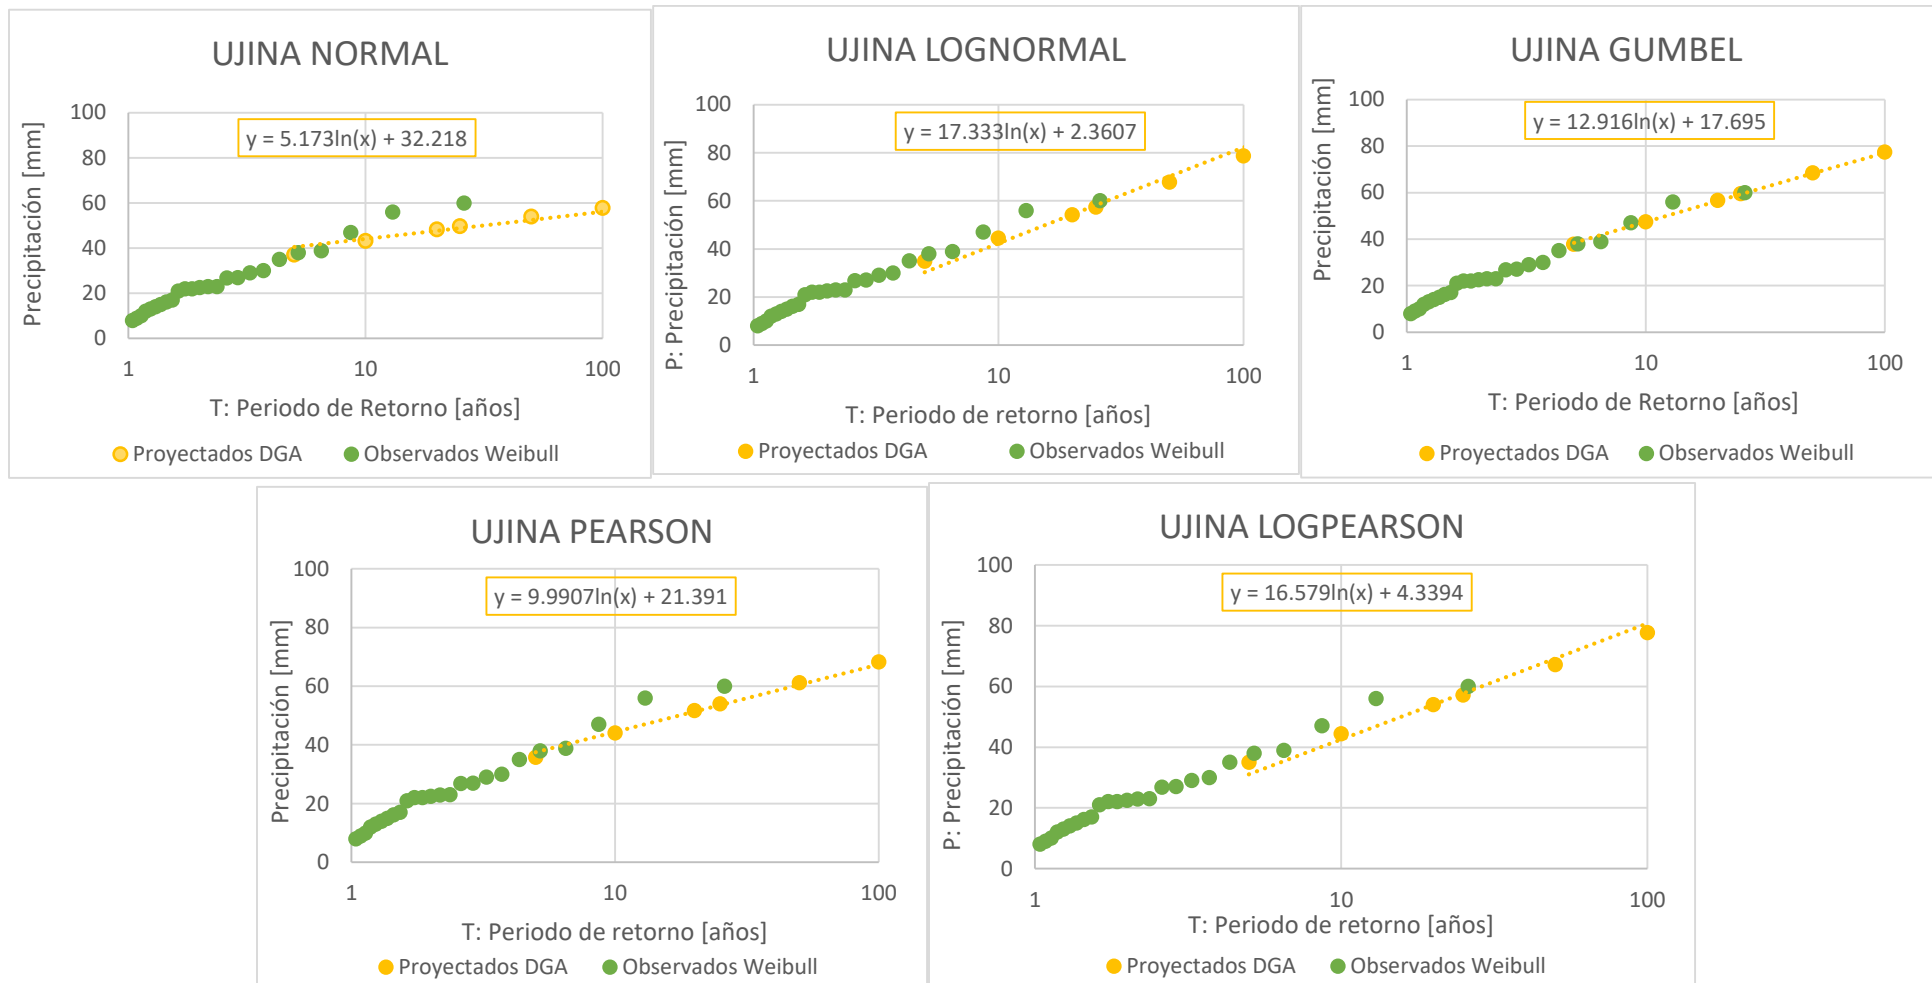 UJINA NORMAL
Precipitación [mm]
100
80
60
40
20
0
y = 5.173ln(x) + 32.218
1 10 100
T: Periodo de Retorno [años]
Proyectados DGA Observados Weibull
UJINA LOGNORMAL
P: Precipitación [mm]
100
80
60
40
20
0
y = 17.333ln(x) + 2.3607
1 10 100
T: Periodo de retorno [años]
Proyectados DGA Observados Weibull
UJINA GUMBEL
Precipitación [mm]
100
80
60
40
20
0
y = 12.916ln(x) + 17.695
1 10 100
T: Periodo de Retorno [años]
Proyectados DGA Observados Weibull
UJINA PEARSON
Precipitación [mm]
100
80
60
40
20
0
y = 9.9907ln(x) + 21.391
1 10 100
T: Periodo de retorno [años]
Proyectados DGA Observados Weibull
UJINA LOGPEARSON
P: Precipitación [mm]
100
80
60
40
20
0
y = 16.579ln(x) + 4.3394
1 10 100
T: Periodo de retorno [años]
Proyectados DGA Observados Weibull